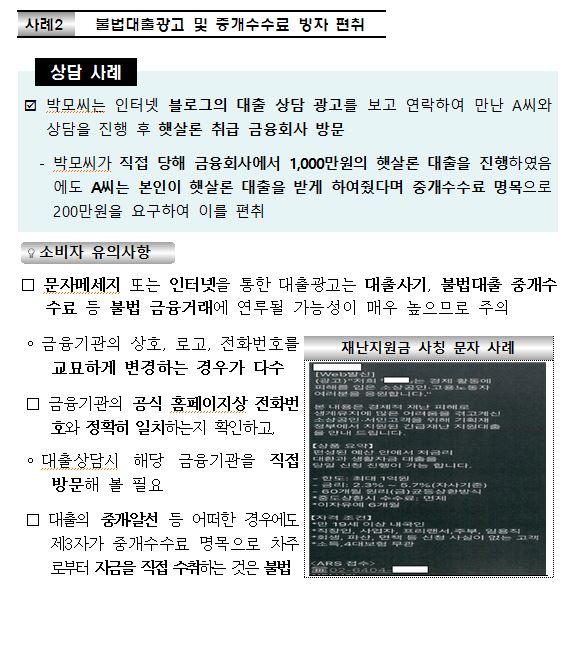 사례2 불법대출광고 및 중개수수료 빙자 편취
상담 사례
☑ 박모씨는 인터넷 블로그의 대출 상담 광고를 보고 연락하여 만난 A씨와
상담을 진행 후 햇살론 취급 금융회사 방문
- 박모씨가 직접 당해 금융회사에서 1,000만원의 햇살론 대출을 진행하였음
에도 A씨는 본인이 햇살론 대출을 받게 하여줬다며 중개수수료 명목으로
200만원을 요구하여 이를 편취
소비자 유의사항
□ 문자메세지 또는 인터넷을 통한 대출광고는 대출사기, 불법대출 중개수
수료 등 불법 금융거래에 연루될 가능성이 매우 높으므로 주의
◦ 금융기관의 상호, 로고, 전화번호를
교묘하게 변경하는 경우가 다수
□ 금융기관의 공식 홈페이지상 전화번
호와 정확히 일치하는지 확인하고,
◦ 대출상담시 해당 금융기관을 직접
방문해 볼 필요
□ 대출의 중개알선 등 어떠한 경우에도
제3자가 중개수수료 명목으로 차주
로부터 자금을 직접 수취하는 것은 불법
재난지원금 사칭 문자 사례
[Web발신]
(광고)"저희 '는 경제 활동에
피해를 입은 소상공인·고용노동자
여러분을 응원합니다."
본 내용은 경제적 재난 피해로
생계유지에 많은 어려움을 겪고계신
소상공인·서민고객을 위해 기획재
정부에서 지원된 긴급재난 지원대출
을 안내 드립니다.
[상품 요약]
편성된 예산 안에서 저금리
대환과 생활자금 대출을
당일 신청 진행이 가능 합니다.
- 한도: 최대 1억원
- 금리: 2.3% ~ 5.7%(차사기준)
- 60개월 원리(금)균등상환방식
*중도상환시 수수료: 면제
*이자유예 6개월
[자격 조건]
*만 19세 이상 내국인
*직장인, 사업자, 프리랜서,주부, 일용직
*회생, 파산, 면책 등 신청 사실이 없는 고객
*소득,4대보험 무관
<ARS 접수>
☎02-6404-